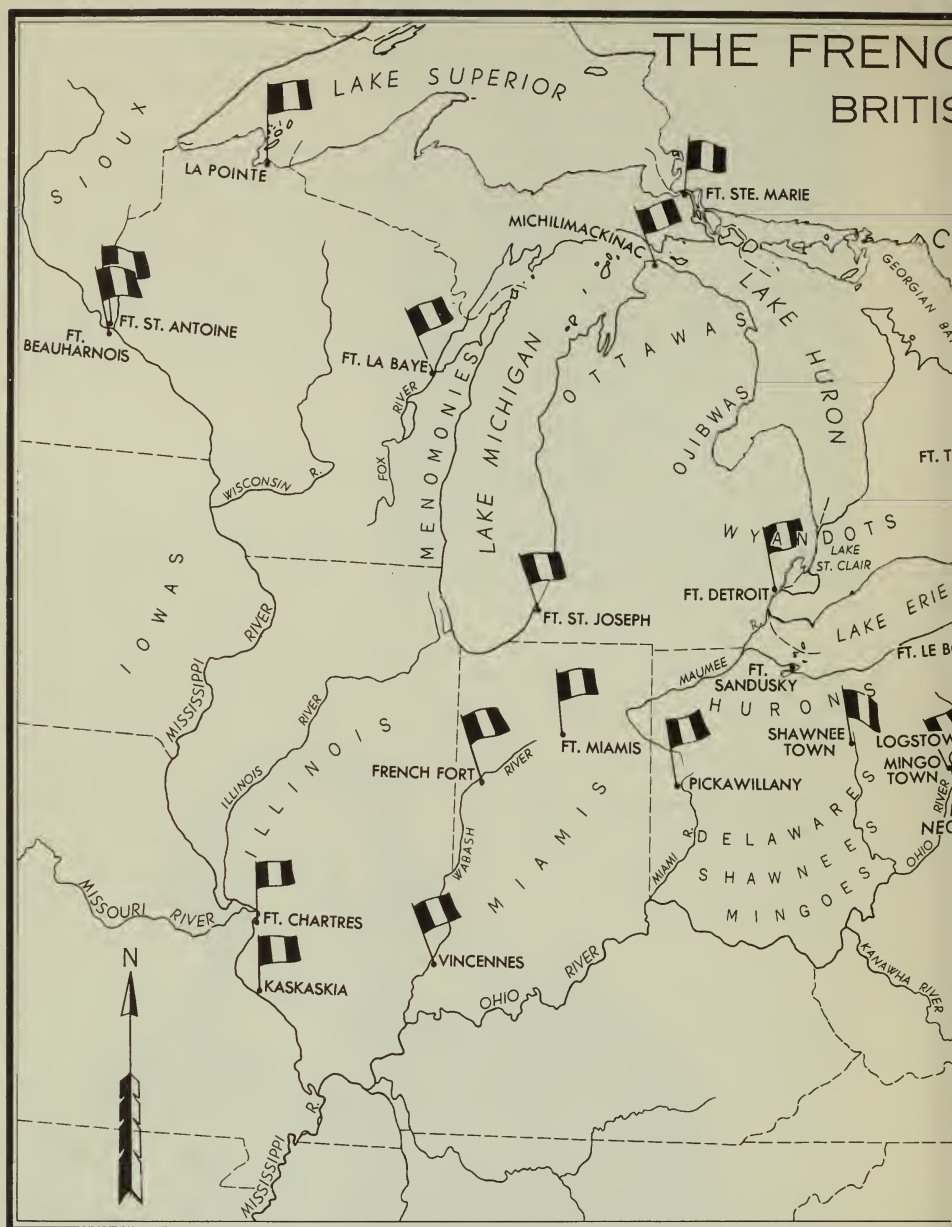 THE FRENC
BRITIS
LAKE SUPERIOR
SIOUX
LA POINTE
FT. STE. MARIE
MICHILIMACKINAC
C
GEORGIAN BAY
LAKE HURON
FT. ST. ANTOINE
FT.
BEAUHARNOIS
FT. LA BAYE
FOX RIVER
MENOMONIES
LAKE MICHIGAN
OTTAWAS
OJIBWAS
FT. T
WISCONSIN R.
WYANDOTS
LAKE
ST. CLAIR
IOWAS
MISSISSIPPI RIVER
FT. ST. JOSEPH
FT. DETROIT
R.
LAKE ERIE
FT. LE B
MAUMEE
FT.
SANDUSKY
HURONS
ILLINOIS RIVER
ILLINOIS
FRENCH FORT
RIVER
FT. MIAMIS
SHAWNEE
TOWN
LOGSTOW
MINGO
TOWN
PICKAWILLANY
RIVER
NEC
WABASH
MIAMIS
MIAMI R.
DELAWARES
SHAWNEES
MINGOES
OHIO
MISSOURI RIVER
FT. CHARTRES
KASKASKIA
VINCENNES
OHIO RIVER
KANAWHA RIVER
N
MISSISSIPPI R.